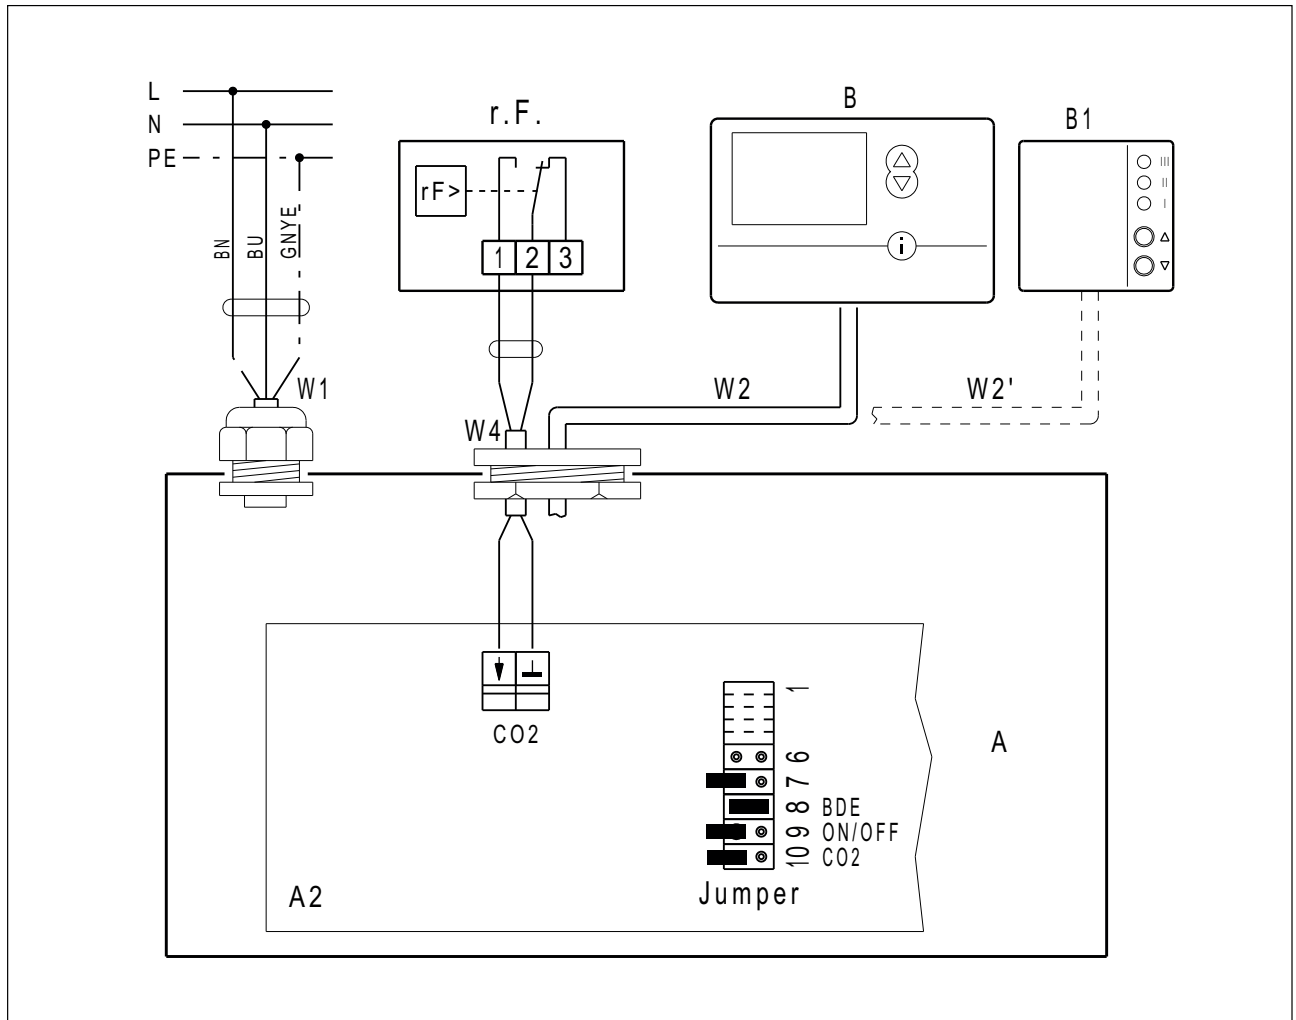 L
N
PE
BN
BU
GNYE
W1
r.F.
rF>
1 2 3
W4
B
i
B1
III
II
I
W2
W2'
CO2
A
1
6
7
8 BDE
9 ON/OFF
10 CO2
Jumper
A2